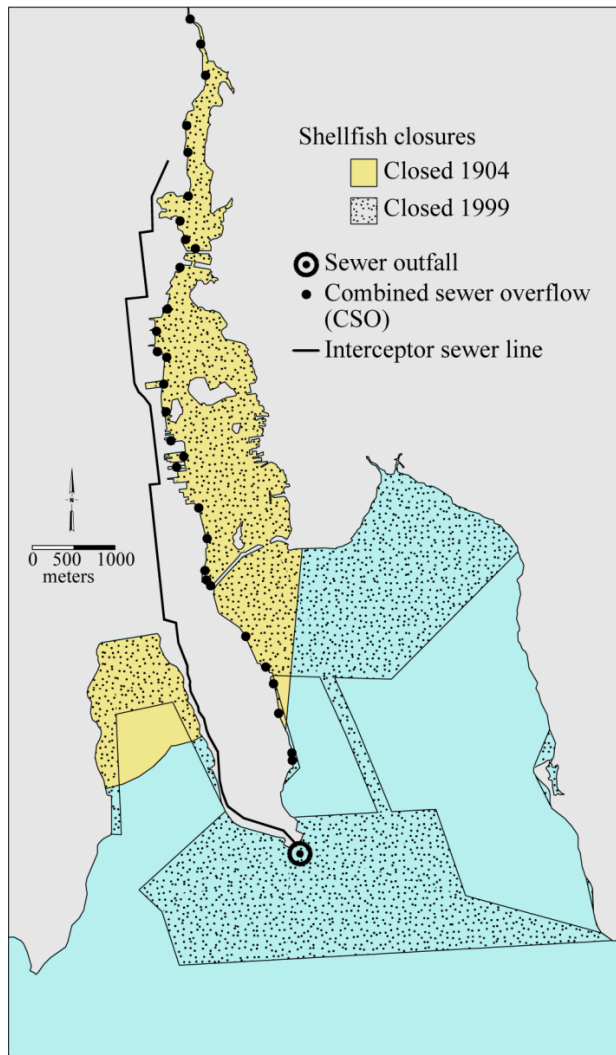 Shellfish closures
Closed 1904
Closed 1999
Sewer outfall
Combined sewer overflow
(CSO)
Interceptor sewer line
N
0 500 1000
meters